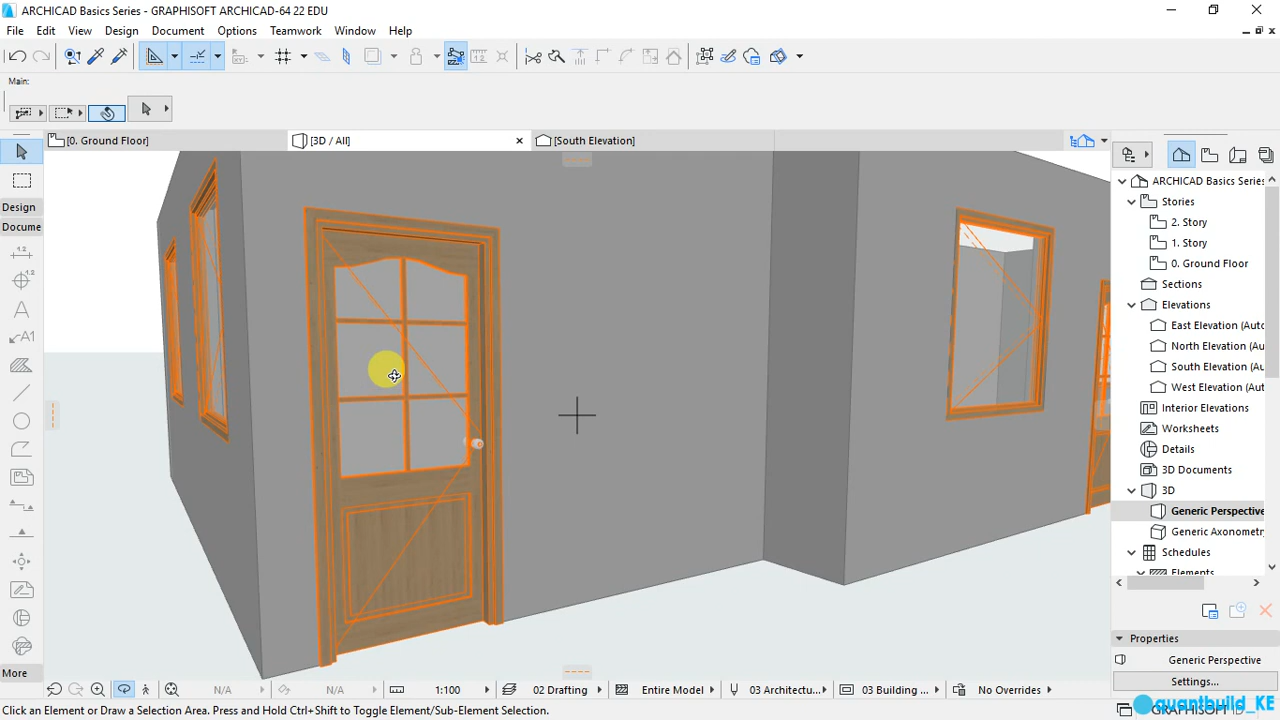 ARCHICAD Basics Series - GRAPHISOFT ARCHICAD-64 22 EDU
File Edit View Design Document Options Teamwork Window Help
Main:
[0. Ground Floor]
[3D / All]
[South Elevation]
Design
Docume
More
ARCHICAD Basics Series
Stories
2. Story
1. Story
0. Ground Floor
Sections
Elevations
East Elevation (Aut
North Elevation (Aut
South Elevation (Aut
West Elevation (Aut
Interior Elevations
Worksheets
Details
3D Documents
3D
Generic Perspective
Generic Axonometr
Schedules
Elements
Properties
Generic Perspective
Settings...
N/A N/A 1:100 02 Drafting Entire Model 03 Architectu... 03 Building ... No Overrides
Click an Element or Draw a Selection Area. Press and Hold Ctrl+Shift to Toggle Element/Sub-Element Selection.
quantbuild_KE